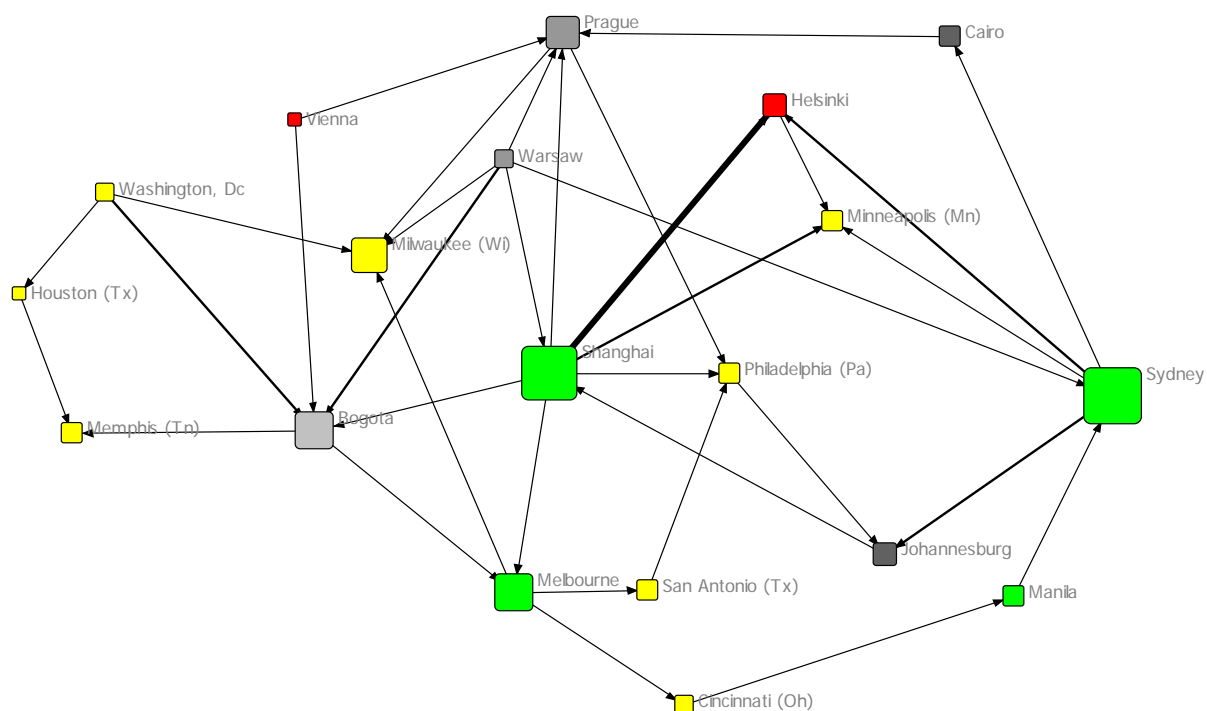 Prague
Cairo
Helsinki
Vienna
Warsaw
Washington, Dc
Minneapolis (Mn)
Milwaukee (Wi)
Houston (Tx)
Shanghai
Philadelphia (Pa)
Sydney
Bogota
Memphis (Tn)
Johannesburg
Melbourne
San Antonio (Tx)
Manila
Cincinnati (Oh)